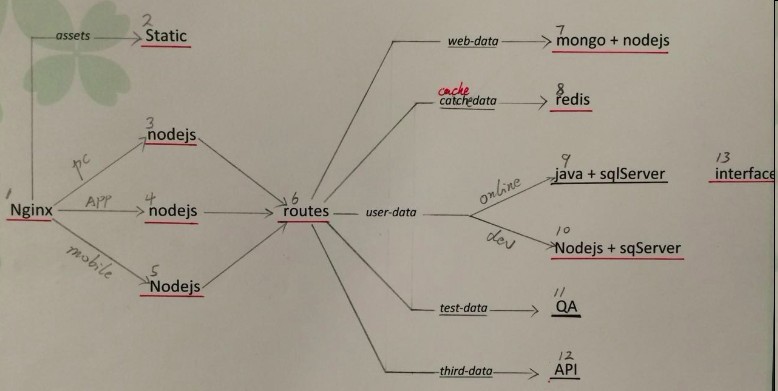 2
assets
Static
7
web-data
mongo + nodejs
cache
8
catchedata
redis
3
nodejs
pc
9
java + sqlServer
13
interface
online
1
Nginx
APP
4
nodejs
6
routes
user-data
dev
10
Nodejs + sqServer
mobile
5
Nodejs
11
test-data
QA
12
third-data
API